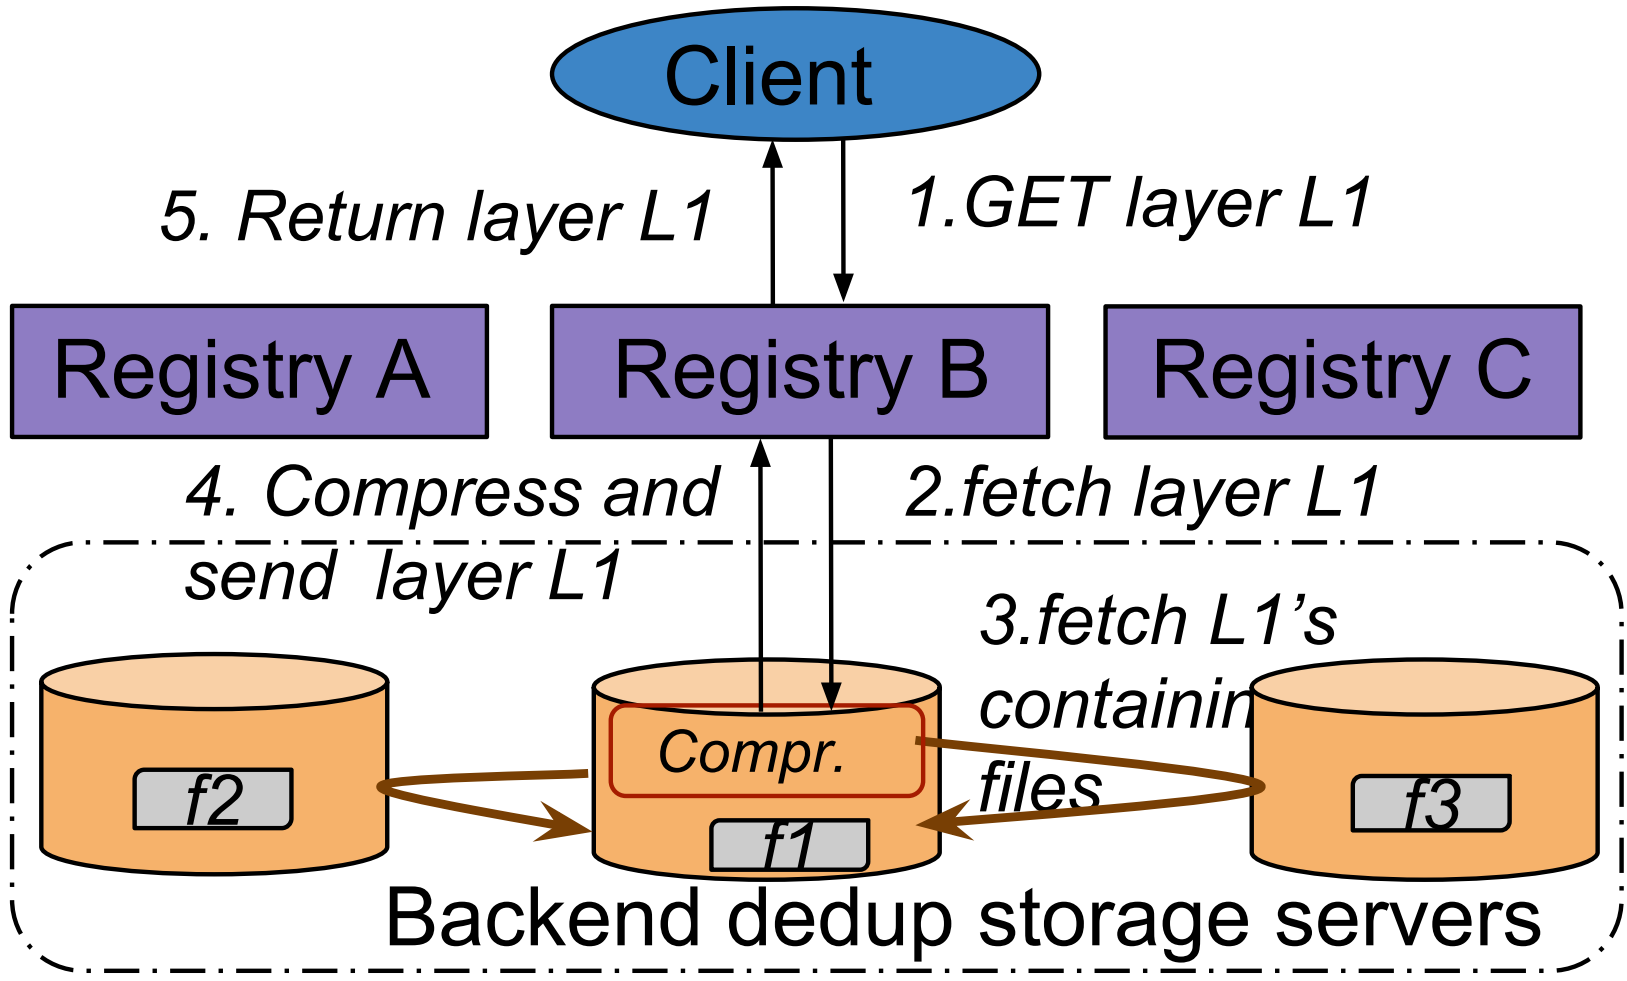 Client
5. Return layer L1
1.GET layer L1
Registry A
Registry B
Registry C
4. Compress and
send layer L1
2.fetch layer L1
3.fetch L1’s
containin
files
Compr.
f2
f1
f3
Backend dedup storage servers